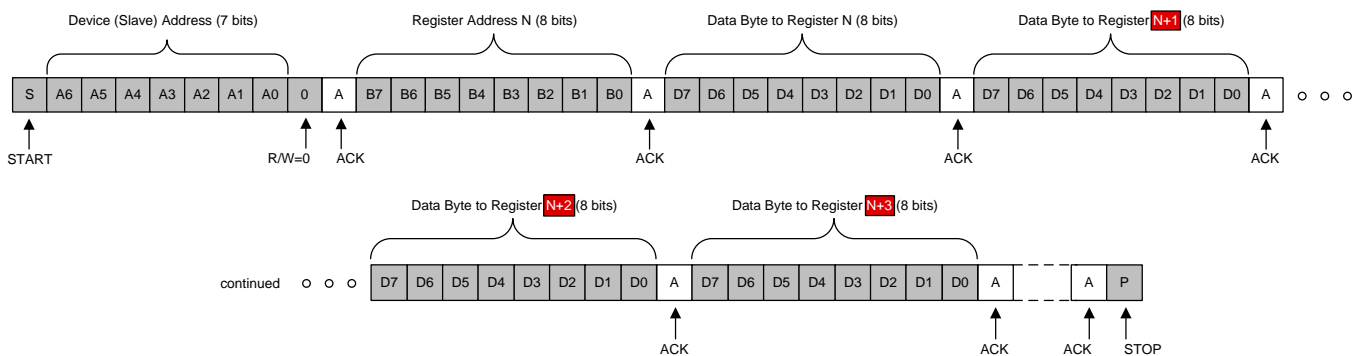 Device (Slave) Address (7 bits) Register Address N (8 bits) Data Byte to Register N (8 bits) Data Byte to Register N+1 (8 bits)
S A6 A5 A4 A3 A2 A1 A0 0 A B7 B6 B5 B4 B3 B2 B1 B0 A D7 D6 D5 D4 D3 D2 D1 D0 A D7 D6 D5 D4 D3 D2 D1 D0 A
START R/W=0 ACK ACK ACK ACK
Data Byte to Register N+2 (8 bits) Data Byte to Register N+3 (8 bits)
continued D7 D6 D5 D4 D3 D2 D1 D0 A D7 D6 D5 D4 D3 D2 D1 D0 A A P
ACK ACK ACK STOP